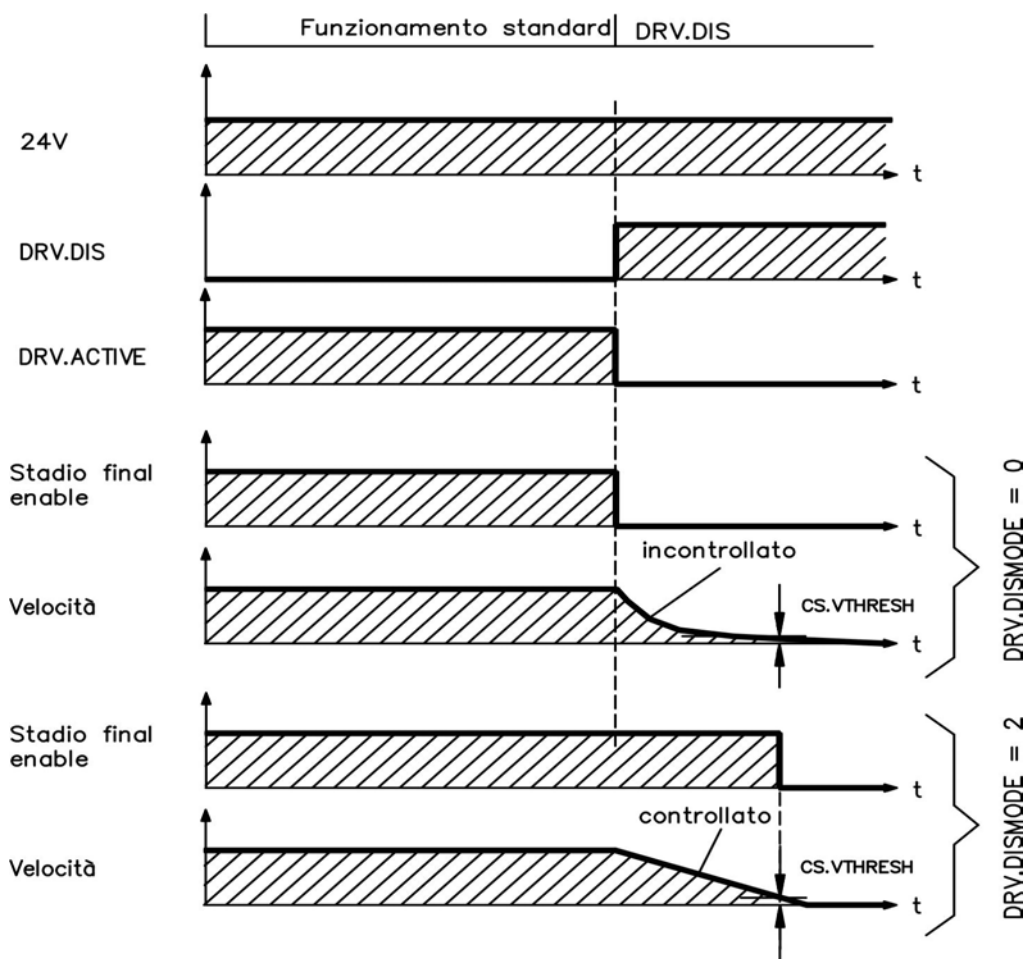 Funzionamento standard
DRV.DIS
24V
t
DRV.DIS
t
DRV.ACTIVE
t
Stadio final
enable
t
incontrollato
Velocità
CS.VTHRESH
t
DRV.DISMODE = 0
Stadio final
enable
t
controllato
Velocità
CS.VTHRESH
t
DRV.DISMODE = 2